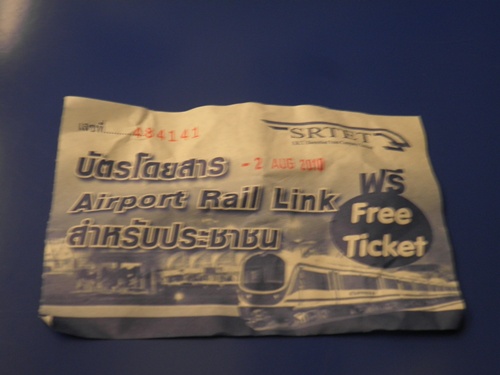 เลขที่ 484141
SRTET
บัตรโดยสาร - 2 AUG 2010
Airport Rail Link ฟรี
สำหรับประชาชน Free Ticket